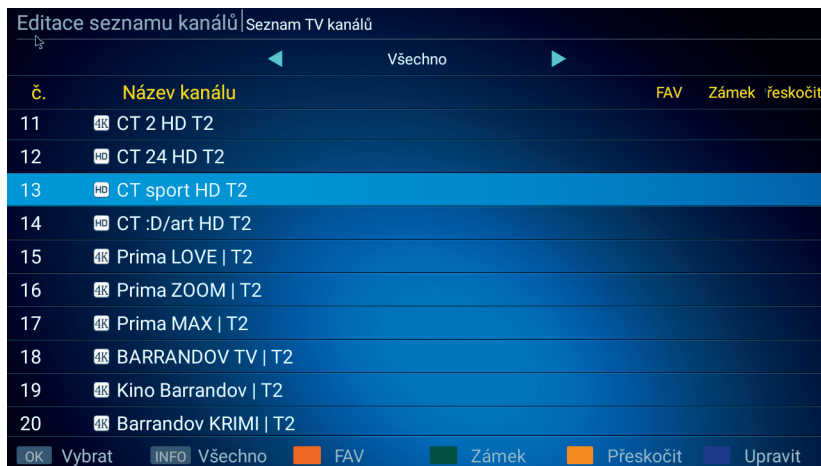 Editace seznamu kanálů|Seznam TV kanálů
Všechno
č. Název kanálu FAV Zámek řeskočit
11 4K CT 2 HD T2
12 HD CT 24 HD T2
13 HD CT sport HD T2
14 HD CT :D/art HD T2
15 4K Prima LOVE | T2
16 4K Prima ZOOM | T2
17 4K Prima MAX | T2
18 4K BARRANDOV TV | T2
19 4K Kino Barrandov | T2
20 4K Barrandov KRIMI | T2
OK Vybrat INFO Všechno FAV Zámek Přeskočit Upravit